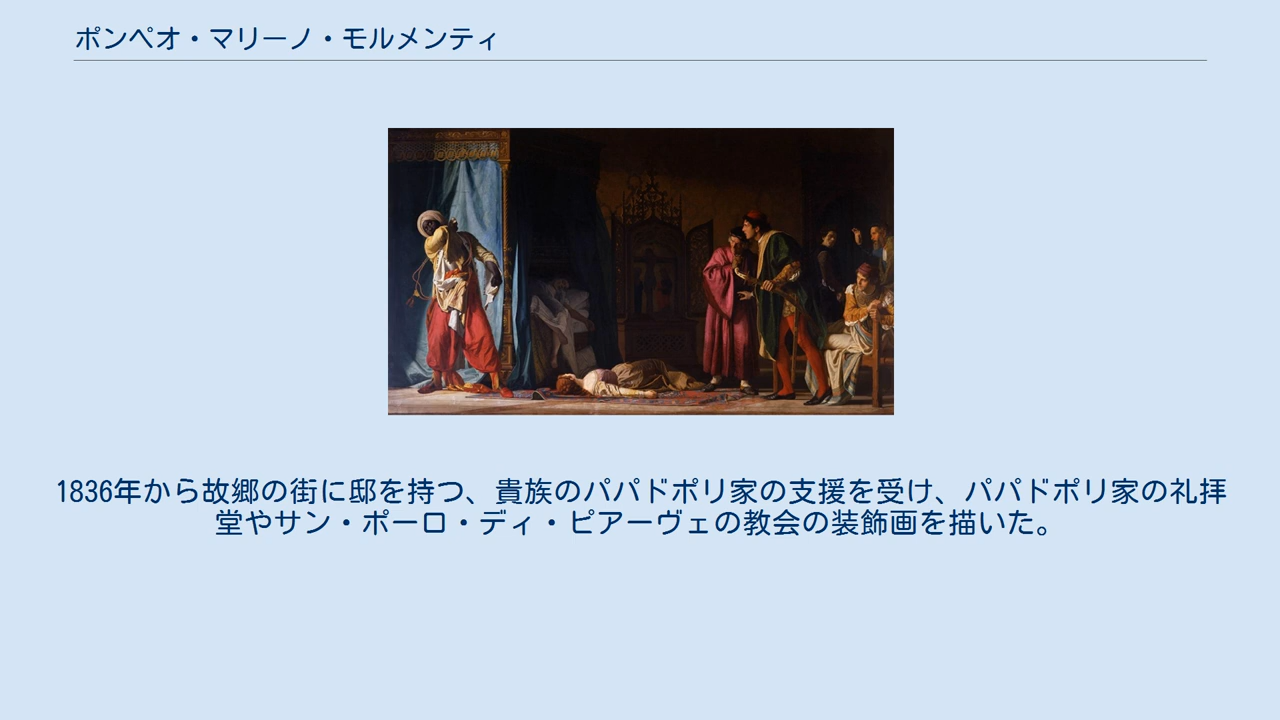 ポンペオ・マリーノ・モルメンティ
1836年から故郷の街に邸を持つ、貴族のパパドポリ家の支援を受け、パパドポリ家の礼拝
堂やサン・ポーロ・ディ・ピアーヴェの教会の装飾画を描いた。